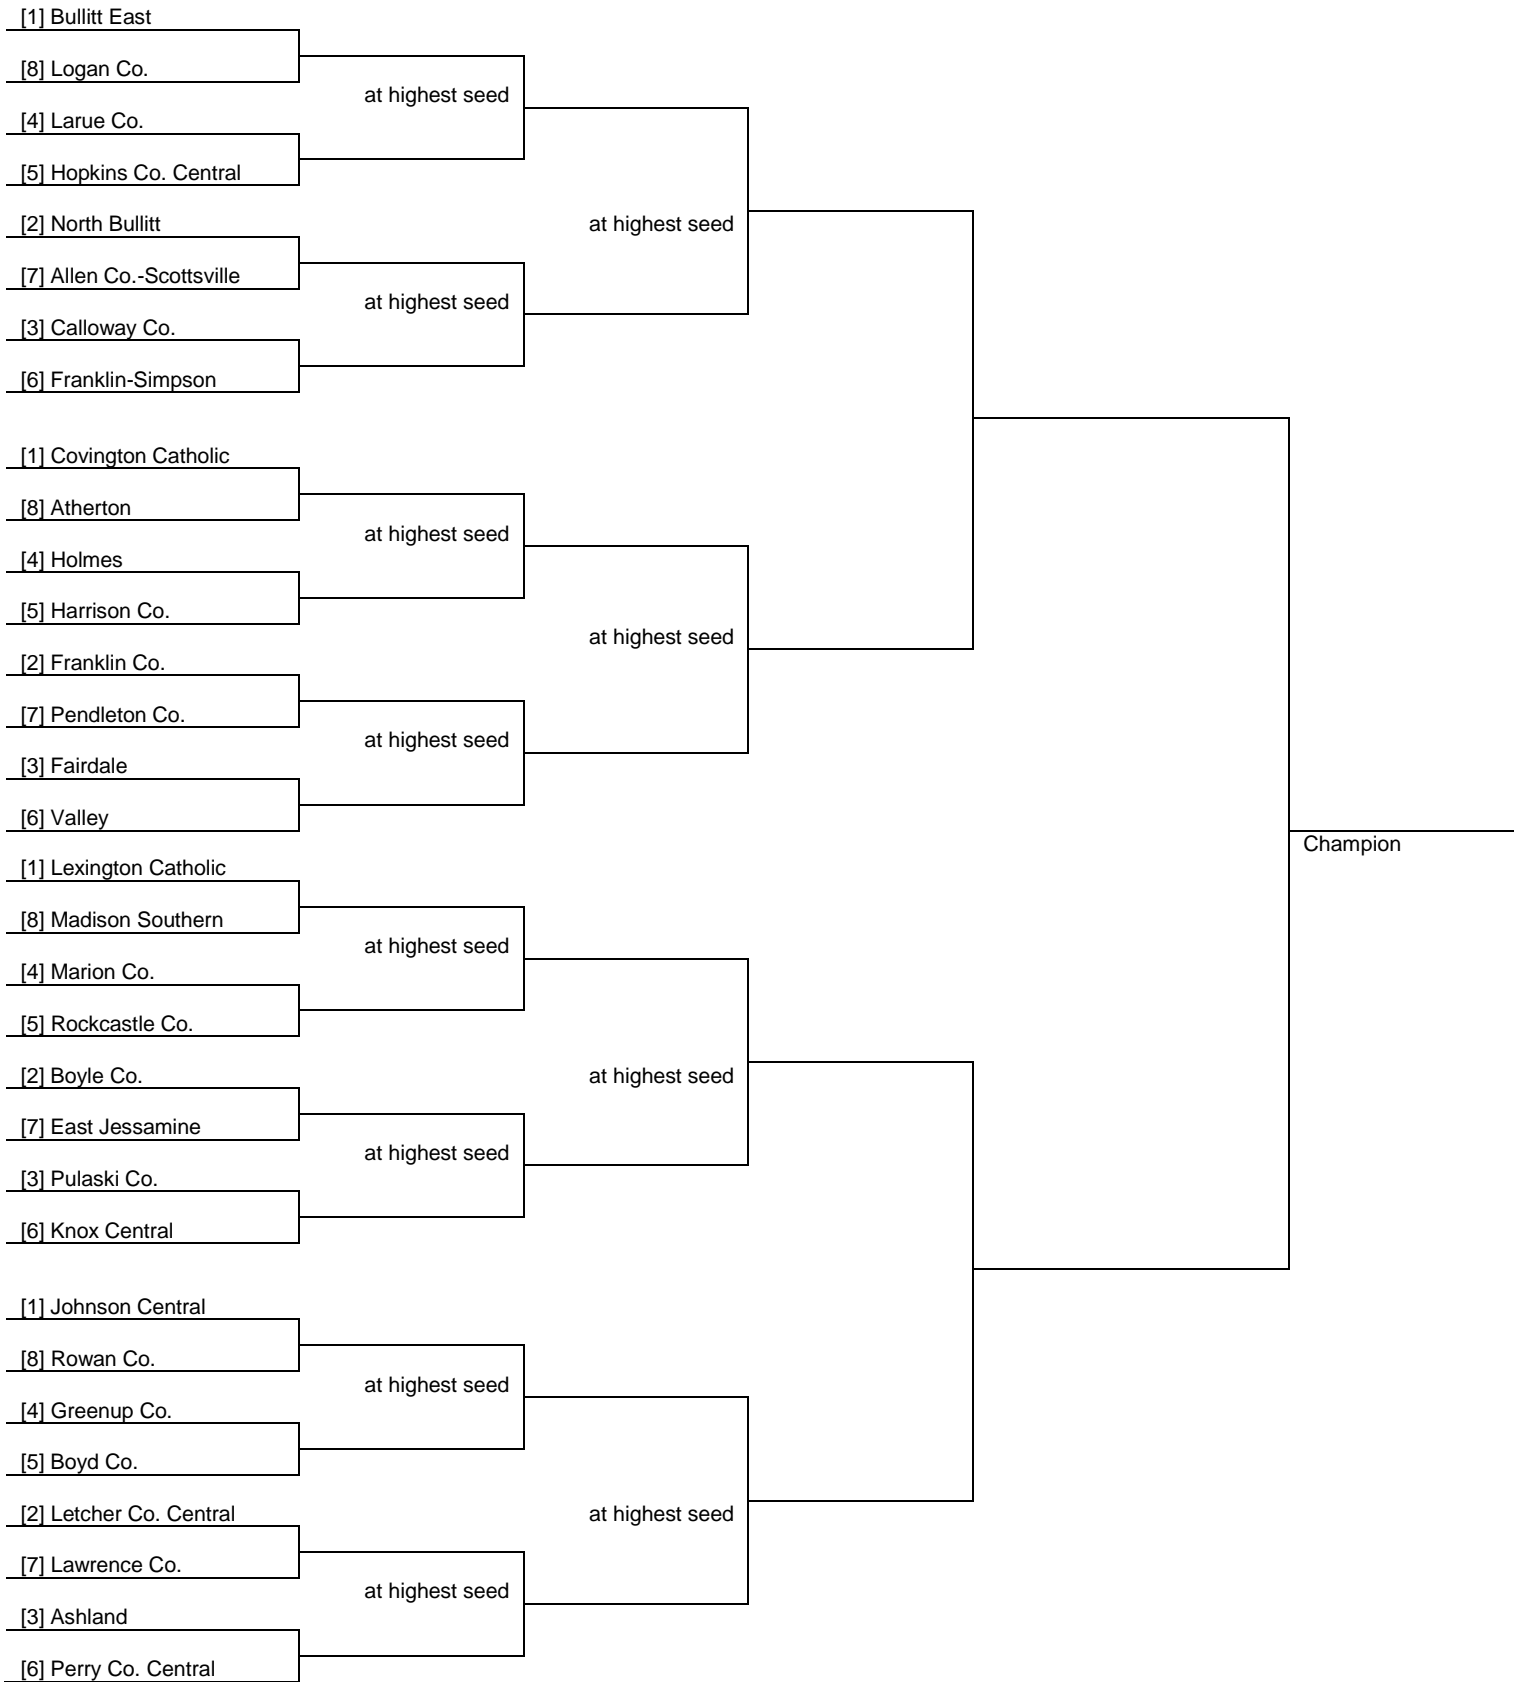 [1] Bullitt East
[8] Logan Co.
at highest seed
[4] Larue Co.
[5] Hopkins Co. Central
[2] North Bullitt
at highest seed
[7] Allen Co.-Scottsville
at highest seed
[3] Calloway Co.
[6] Franklin-Simpson
[1] Covington Catholic
[8] Atherton
at highest seed
[4] Holmes
[5] Harrison Co.
at highest seed
[2] Franklin Co.
[7] Pendleton Co.
at highest seed
[3] Fairdale
[6] Valley
Champion
[1] Lexington Catholic
[8] Madison Southern
at highest seed
[4] Marion Co.
[5] Rockcastle Co.
[2] Boyle Co.
at highest seed
[7] East Jessamine
at highest seed
[3] Pulaski Co.
[6] Knox Central
[1] Johnson Central
[8] Rowan Co.
at highest seed
[4] Greenup Co.
[5] Boyd Co.
[2] Letcher Co. Central
at highest seed
[7] Lawrence Co.
at highest seed
[3] Ashland
[6] Perry Co. Central